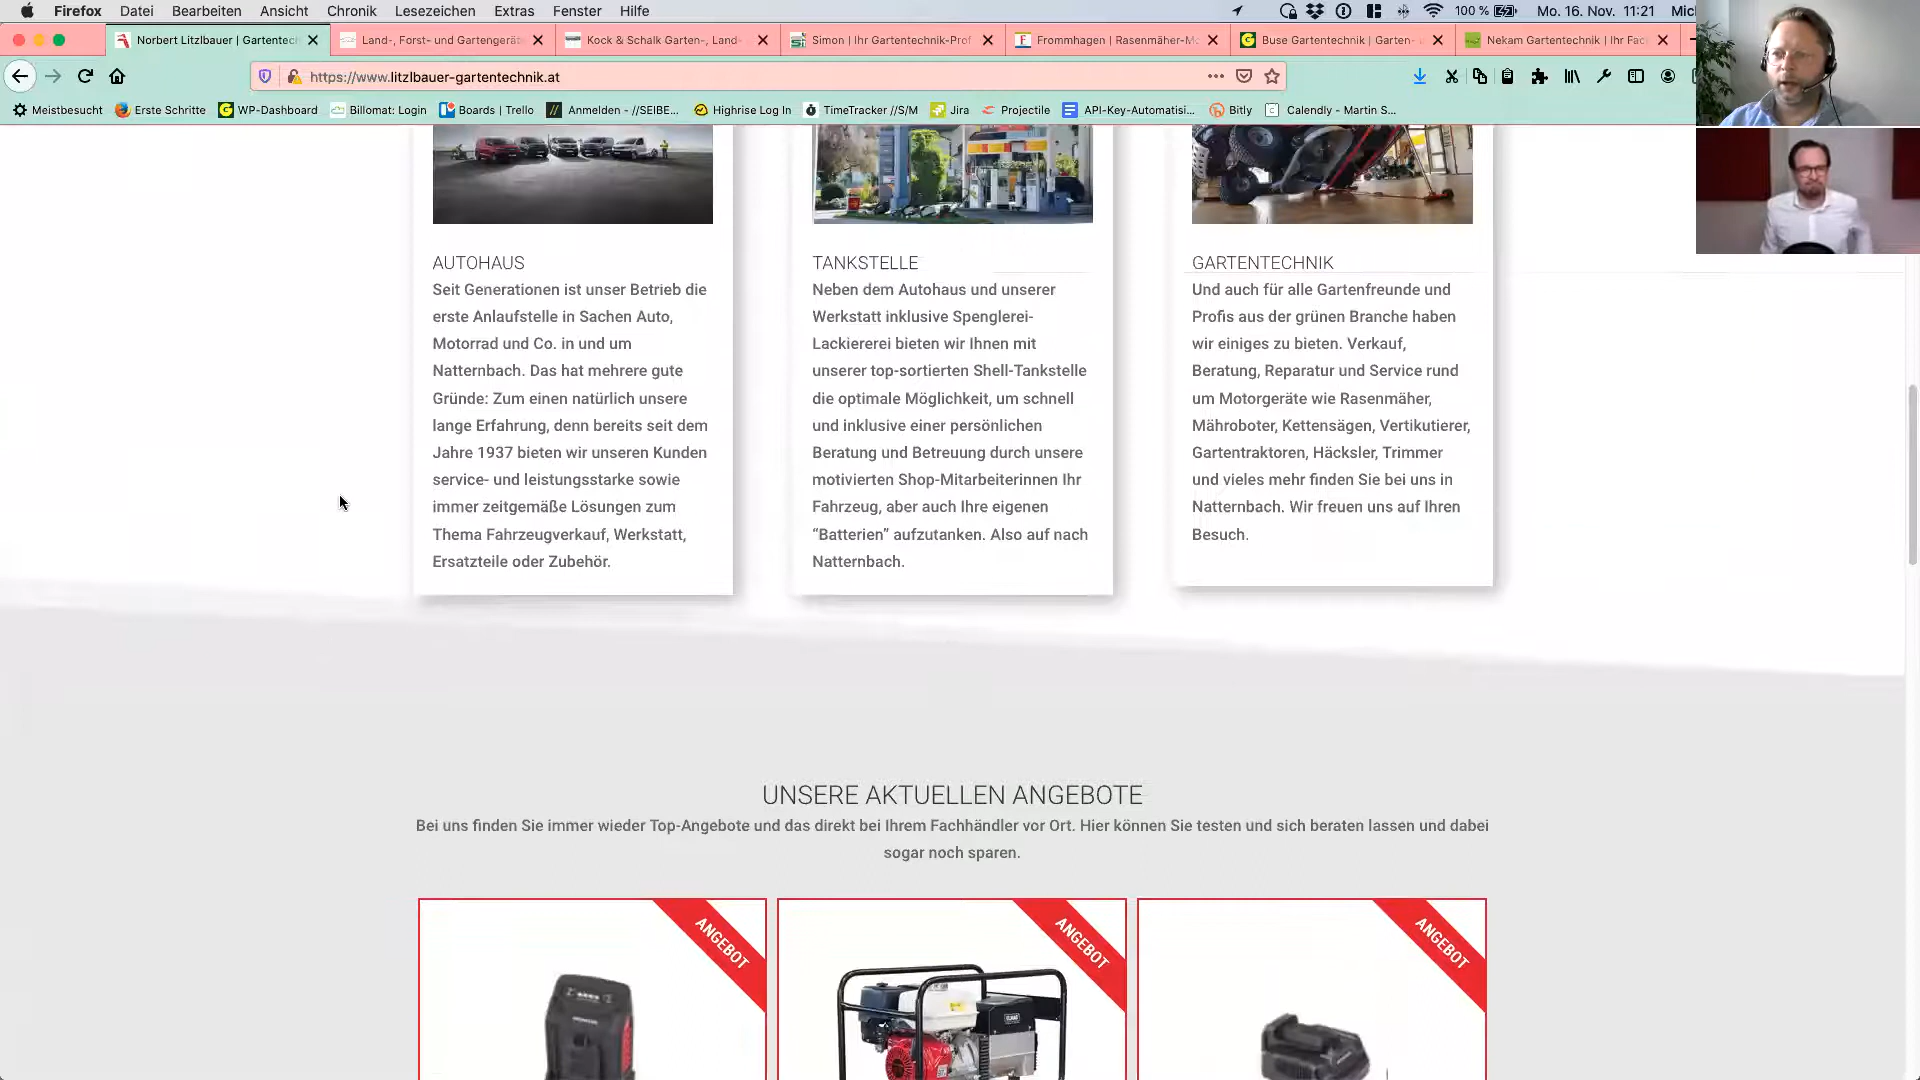 Firefox Datei Bearbeiten Ansicht Chronik Lesezeichen Extras Fenster Hilfe 100 % Mo. 16. Nov. 11:21 Mic
Norbert Litzlbauer | Gartentec Land-, Forst- und Gartengerät Kock & Schalk Garten-, Land- Simon | Ihr Gartentechnik-Prof Frommhagen | Rasenmäher-M Buse Gartentechnik | Garten- Nekam Gartentechnik | Ihr Fac
https://www.litzlbauer-gartentechnik.at
Meistbesucht Erste Schritte WP-Dashboard Billomat: Login Boards | Trello Anmelden - //SEIBE... Highrise Log In TimeTracker //S/M Jira Projectile API-Key-Automatisi... Bitly Calendly - Martin S...
AUTOHAUS
Seit Generationen ist unser Betrieb die
erste Anlaufstelle in Sachen Auto,
Motorrad und Co. in und um
Natternbach. Das hat mehrere gute
Gründe: Zum einen natürlich unsere
lange Erfahrung, denn bereits seit dem
Jahre 1937 bieten wir unseren Kunden
service- und leistungsstarke sowie
immer zeitgemäße Lösungen zum
Thema Fahrzeugverkauf, Werkstatt,
Ersatzteile oder Zubehör.
TANKSTELLE
Neben dem Autohaus und unserer
Werkstatt inklusive Spenglerei-
Lackiererei bieten wir Ihnen mit
unserer top-sortierten Shell-Tankstelle
die optimale Möglichkeit, um schnell
und inklusive einer persönlichen
Beratung und Betreuung durch unsere
motivierten Shop-Mitarbeiterinnen Ihr
Fahrzeug, aber auch Ihre eigenen
“Batterien” aufzutanken. Also auf nach
Natternbach.
GARTENTECHNIK
Und auch für alle Gartenfreunde und
Profis aus der grünen Branche haben
wir einiges zu bieten. Verkauf,
Beratung, Reparatur und Service rund
um Motorgeräte wie Rasenmäher,
Mähroboter, Kettensägen, Vertikutierer,
Gartentraktoren, Häcksler, Trimmer
und vieles mehr finden Sie bei uns in
Natternbach. Wir freuen uns auf Ihren
Besuch.
UNSERE AKTUELLEN ANGEBOTE
Bei uns finden Sie immer wieder Top-Angebote und das direkt bei Ihrem Fachhändler vor Ort. Hier können Sie testen und sich beraten lassen und dabei
sogar noch sparen.
ANGEBOT
ANGEBOT
ANGEBOT